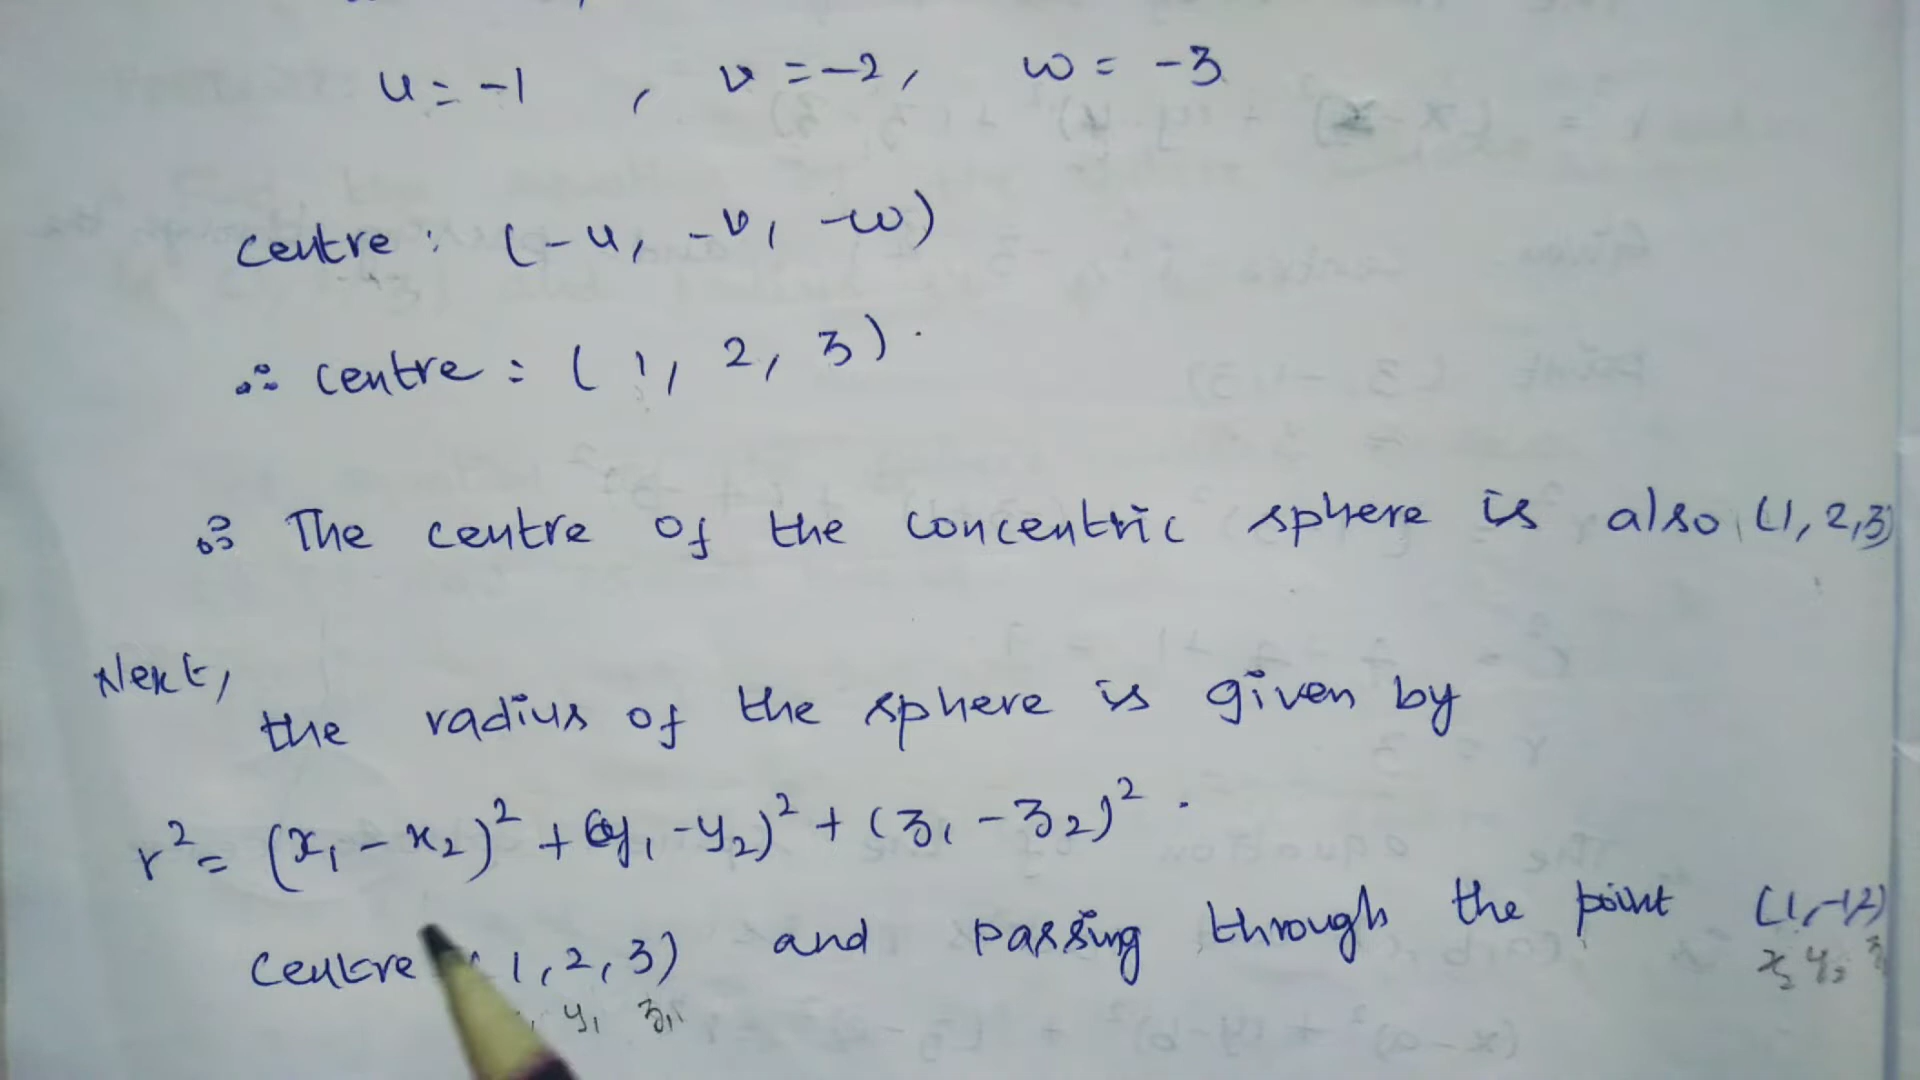 u = -1 , v = -2, w = -3
centre : (-u, -v, -w)
∴ centre = (1, 2, 3).
∴ The centre of the concentric sphere is also (1, 2, 3)
Next,
the radius of the sphere is given by
r² = (x₁ - x₂)² + (y₁ - y₂)² + (z₁ - z₂)².
Centre 1, 2, 3) and passing through the point (1, -1, 2)
y₁ z₁ x₂ y₂ z